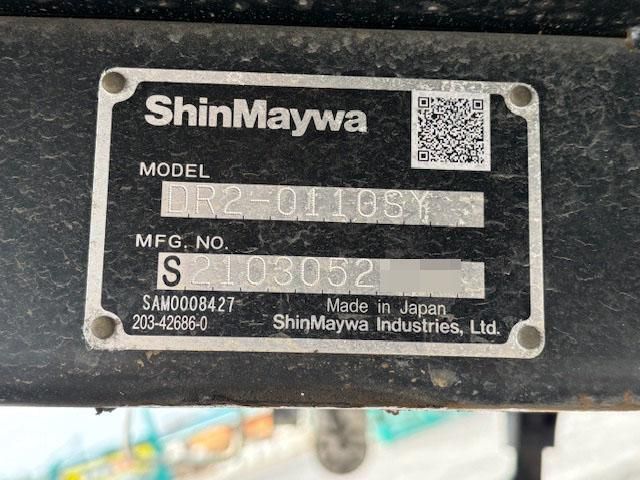 ShinMaywa
MODEL
DR2-0110SY
MFG. NO.
S2103052
SAM0008427
Made in Japan
203-42686-0
ShinMaywa Industries, Ltd.